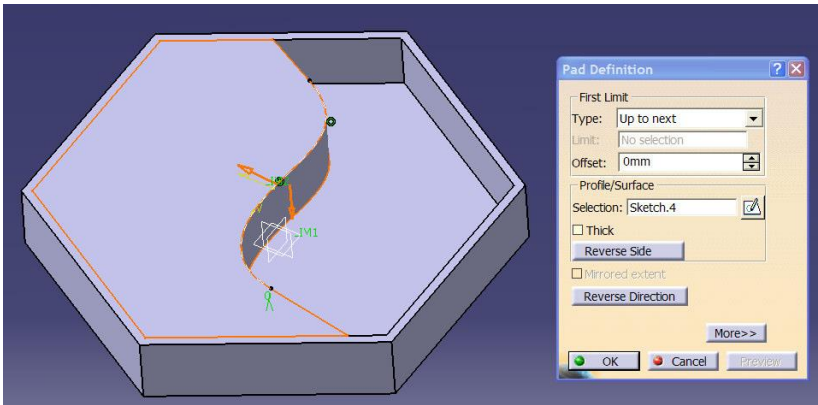 Pad Definition
First Limit
Type: Up to next
Limit: No selection
Offset: 0mm
Profile/Surface
Selection: Sketch.4
Thick
Reverse Side
Mirrored extent
Reverse Direction
More>>
OK Cancel Preview
LIM1